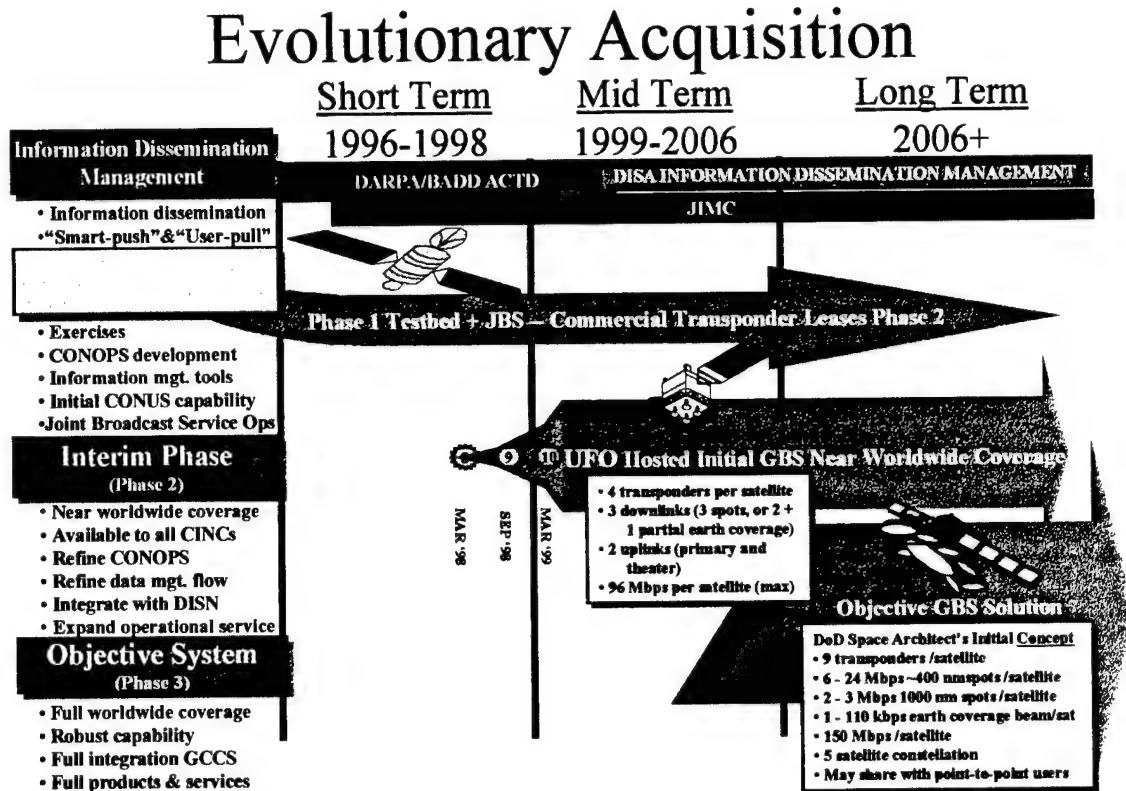 Evolutionary Acquisition
Short Term
Mid Term
Long Term
1996-1998
1999-2006
2006+
Information Dissemination
Management
DARPA/BADD ACTD
DISA INFORMATION DISSEMINATION MANAGEMENT
JIMC
• Information dissemination
•"Smart-push"&"User-pull"
Phase 1 Testbed + JBS – Commercial Transponder Leases Phase 2
• Exercises
• CONOPS development
• Information mgt. tools
• Initial CONUS capability
•Joint Broadcast Service Ops
Interim Phase
(Phase 2)
9
10
UFO Hosted Initial GBS Near Worldwide Coverage
MAR '98
SEP '98
MAR '99
• 4 transponders per satellite
• 3 downlinks (3 spots, or 2 +
1 partial earth coverage)
• 2 uplinks (primary and
theater)
• 96 Mbps per satellite (max)
• Near worldwide coverage
• Available to all CINCs
• Refine CONOPS
• Refine data mgt. flow
• Integrate with DISN
• Expand operational service
Objective System
(Phase 3)
• Full worldwide coverage
• Robust capability
• Full integration GCCS
• Full products & services
Objective GBS Solution
DoD Space Architect's Initial Concept
• 9 transponders /satellite
• 6 - 24 Mbps ~400 nm spots /satellite
• 2 - 3 Mbps 1000 nm spots /satellite
• 1 - 110 kbps earth coverage beam/sat
• 150 Mbps /satellite
• 5 satellite constellation
• May share with point-to-point users